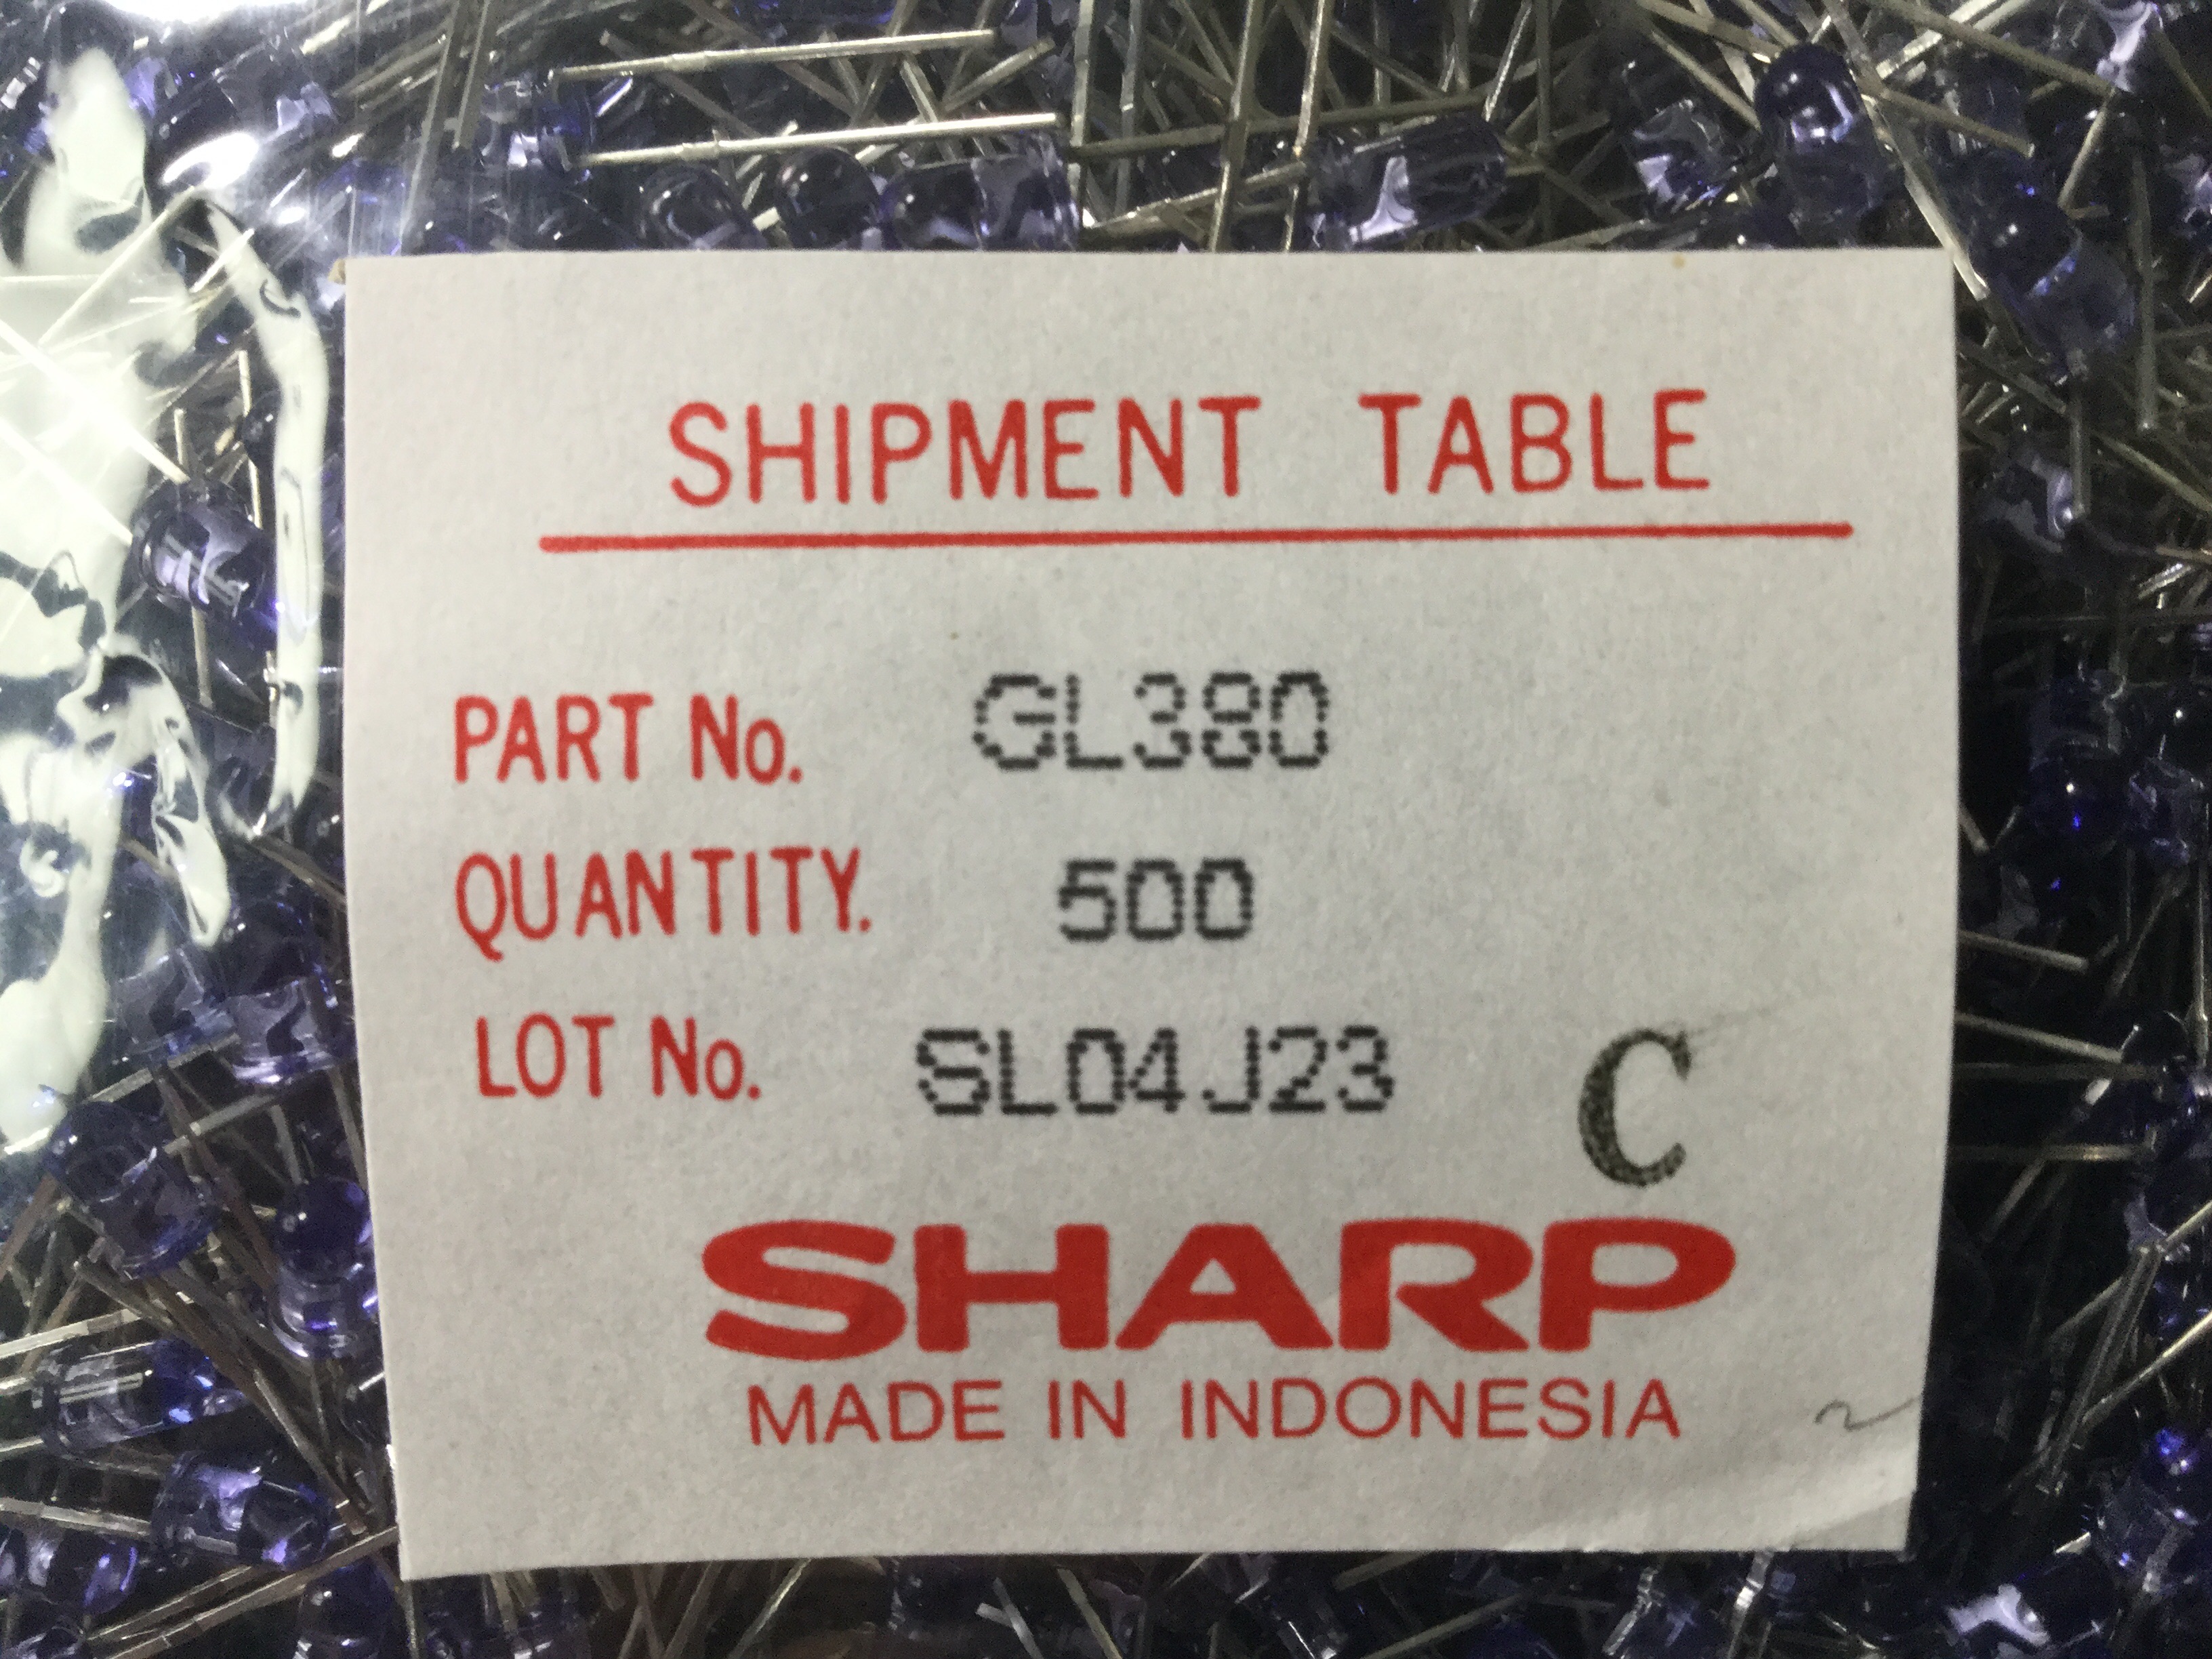 SHIPMENT TABLE
PART No. GL380
QUANTITY. 500
LOT No. SL04J23 C
SHARP
MADE IN INDONESIA